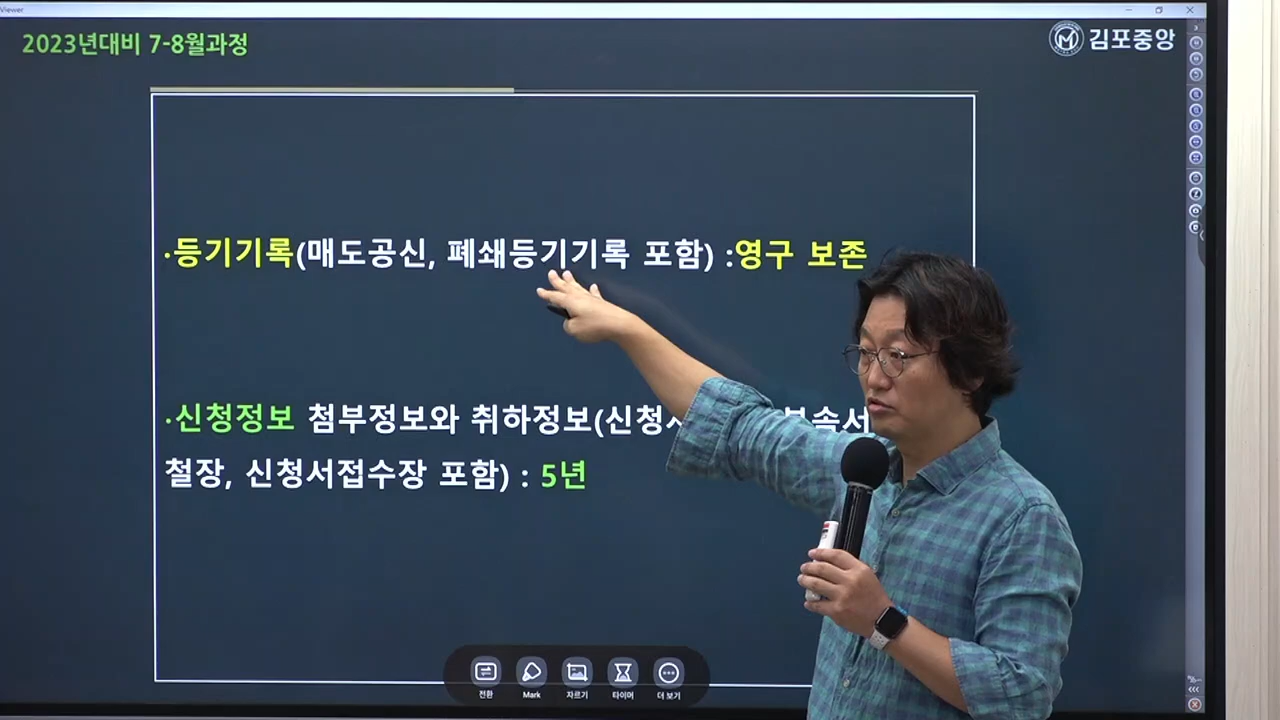 Viewer
2023년대비 7-8월과정
김포중앙
·등기기록(매도공신, 폐쇄등기기록 포함) :영구 보존
·신청정보 첨부정보와 취하정보(신청서 부속서
철장, 신청서접수장 포함) : 5년
전환
Mark
자르기
타이머
더 보기